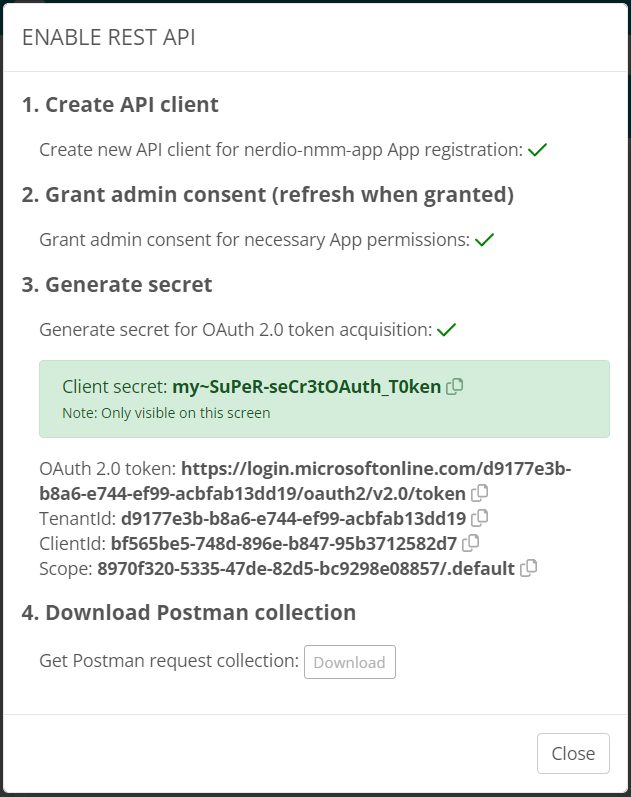 ENABLE REST API
1. Create API client
Create new API client for nerdio-nmm-app App registration:
2. Grant admin consent (refresh when granted)
Grant admin consent for necessary App permissions:
3. Generate secret
Generate secret for OAuth 2.0 token acquisition:
Client secret: my~SuPeR-seCr3tOAuth_T0ken
Note: Only visible on this screen
OAuth 2.0 token: https://login.microsoftonline.com/d9177e3b-
b8a6-e744-ef99-acbfab13dd19/oauth2/v2.0/token
TenantId: d9177e3b-b8a6-e744-ef99-acbfab13dd19
ClientId: bf565be5-748d-896e-b847-95b3712582d7
Scope: 8970f320-5335-47de-82d5-bc9298e08857/.default
4. Download Postman collection
Get Postman request collection: Download
Close